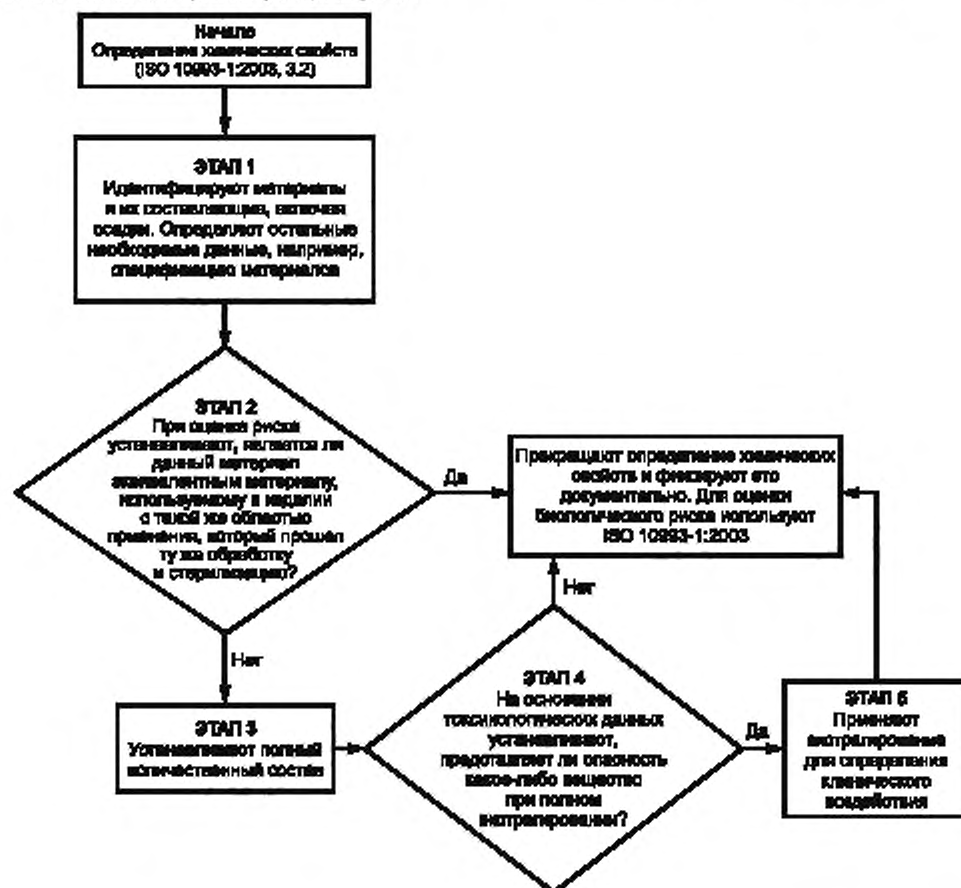 Начало
Определение химических свойств
(ISO 10993-1:2003, 3.2)
ЭТАП 1
Идентифицируют материалы
и их составляющие, включая
осадки. Определяют остальные
необходимые данные, например,
спецификацию материалов
ЭТАП 2
При оценке риска
устанавливают, является ли
данный материал
эквивалентным материалу,
используемому в изделии
с такой же областью
применения, который прошел
ту же обработку
и стерилизацию?
Да
Прекращают определение химических
свойств и фиксируют это
документально. Для оценки
биологического риска используют
ISO 10993-1:2003
Нет
Нет
ЭТАП 3
Устанавливают полный
количественный состав
ЭТАП 4
На основании
токсикологических данных
устанавливают,
представляет ли опасность
какое-либо вещество
при полном
экстрагировании?
Да
ЭТАП 5
Применяют
экстрагирование
для определения
клинического
воздействия